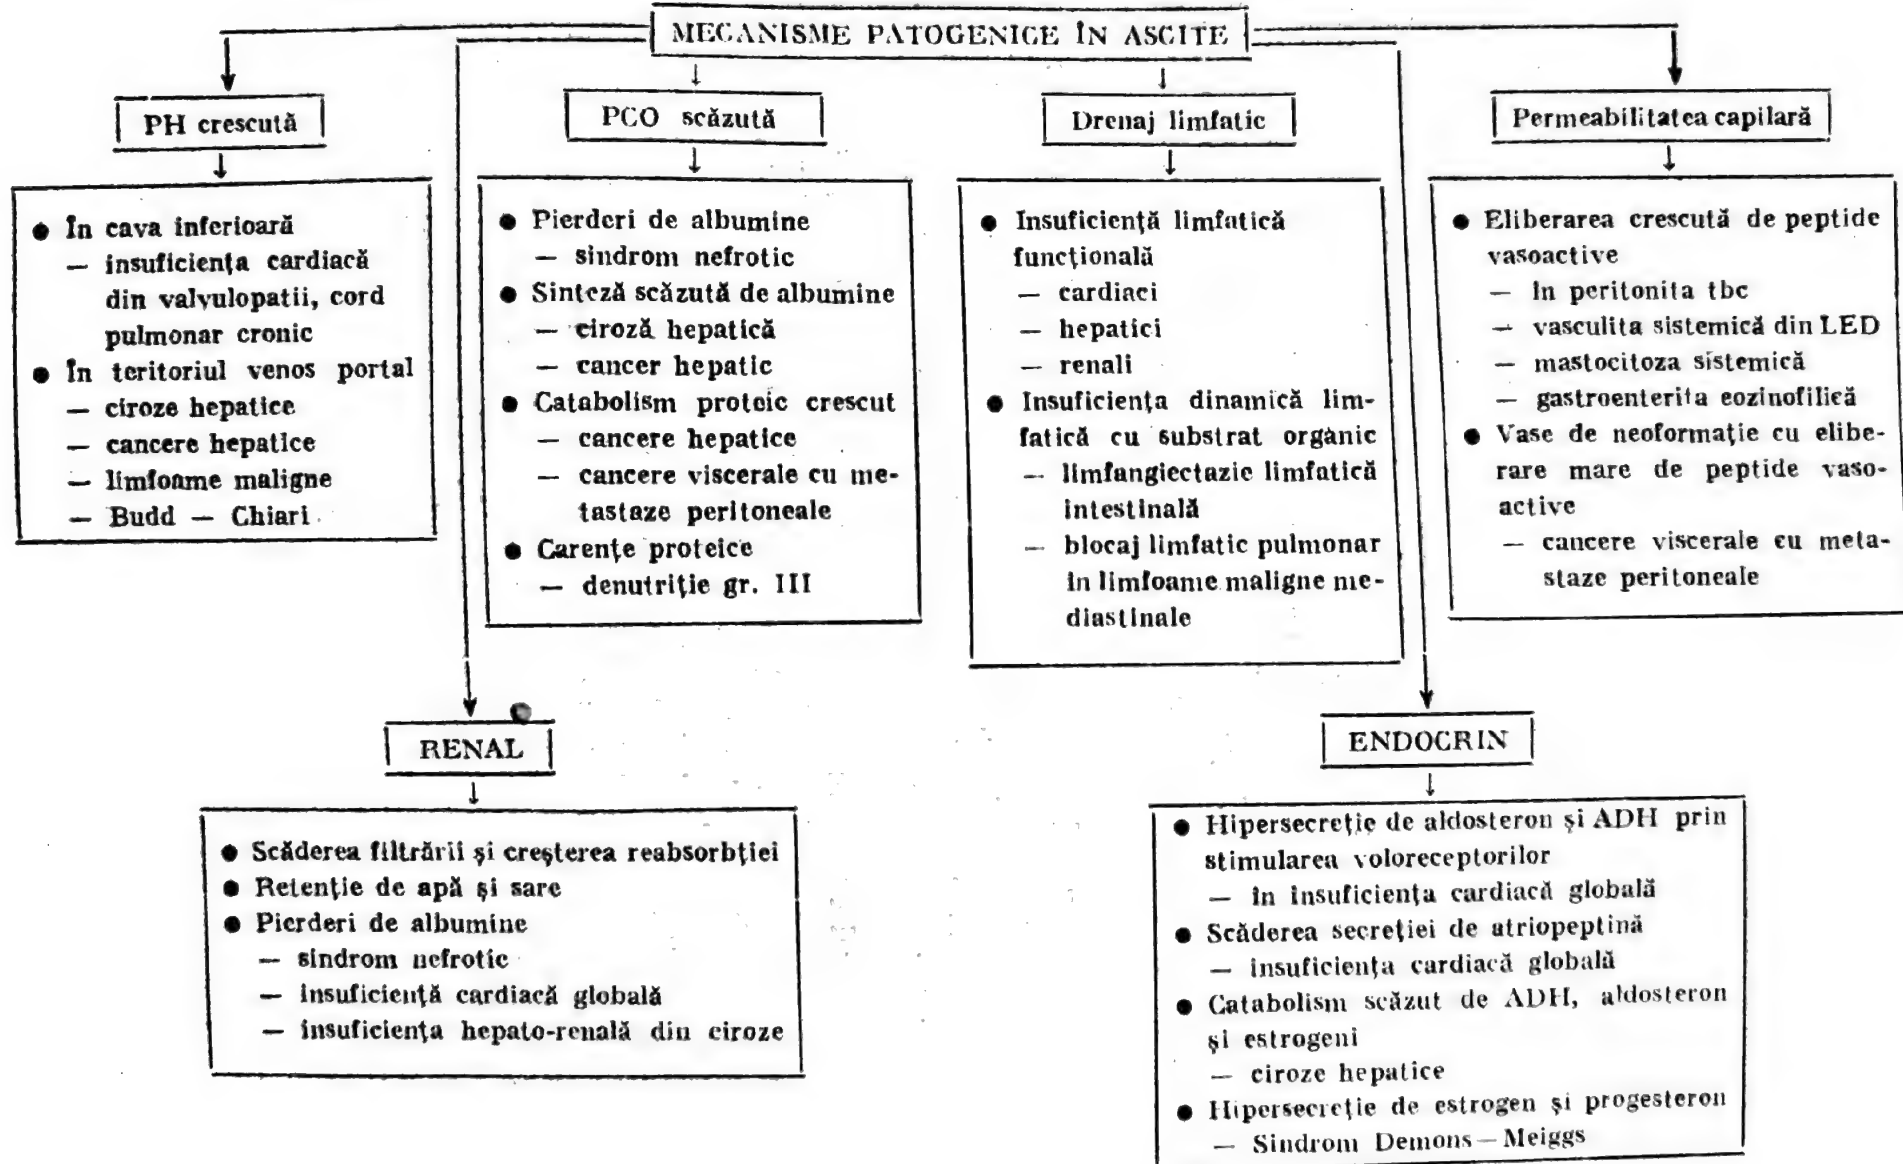 MECANISME PATOGENICE ÎN ASCITE
PH crescută
● În cava inferioară
— insuficiența cardiacă
din valvulopatii, cord
pulmonar cronic
● În teritoriul venos portal
— ciroze hepatice
— cancere hepatice
— limfoame maligne
— Budd — Chiari
PCO scăzută
● Pierderi de albumine
— sindrom nefrotic
● Sinteză scăzută de albumine
— ciroză hepatică
— cancer hepatic
● Catabolism proteic crescut
— cancere hepatice
— cancere viscerale cu me-
tastaze peritoneale
● Carențe proteice
— denutriție gr. III
Drenaj limfatic
● Insuficiență limfatică
funcțională
— cardiaci
— hepatici
— renali
● Insuficiența dinamică lim-
fatică cu substrat organic
— limfangiectazic limfatică
intestinală
— blocaj limfatic pulmonar
în limfoame maligne me-
diastinale
Permeabilitatea capilară
● Eliberarea crescută de peptide
vasoactive
— în peritonita tbc
— vasculita sistemică din LED
— mastocitoza sistemică
— gastroenterita eozinofilică
● Vase de neoformație cu elibe-
rare mare de peptide vaso-
active
— cancere viscerale cu meta-
staze peritoneale
RENAL
● Scăderea filtrării și creșterea reabsorbției
● Retenție de apă și sare
● Pierderi de albumine
— sindrom nefrotic
— insuficiență cardiacă globală
— insuficiența hepato-renală din ciroze
ENDOCRIN
● Hipersecreție de aldosteron și ADH prin
stimularea voloreceptorilor
— în insuficiența cardiacă globală
● Scăderea secreției de atriopeptină
— insuficiența cardiacă globală
● Catabolism scăzut de ADH, aldosteron
și estrogeni
— ciroze hepatice
● Hipersecreție de estrogen și progesteron
— Sindrom Demons—Meiggs